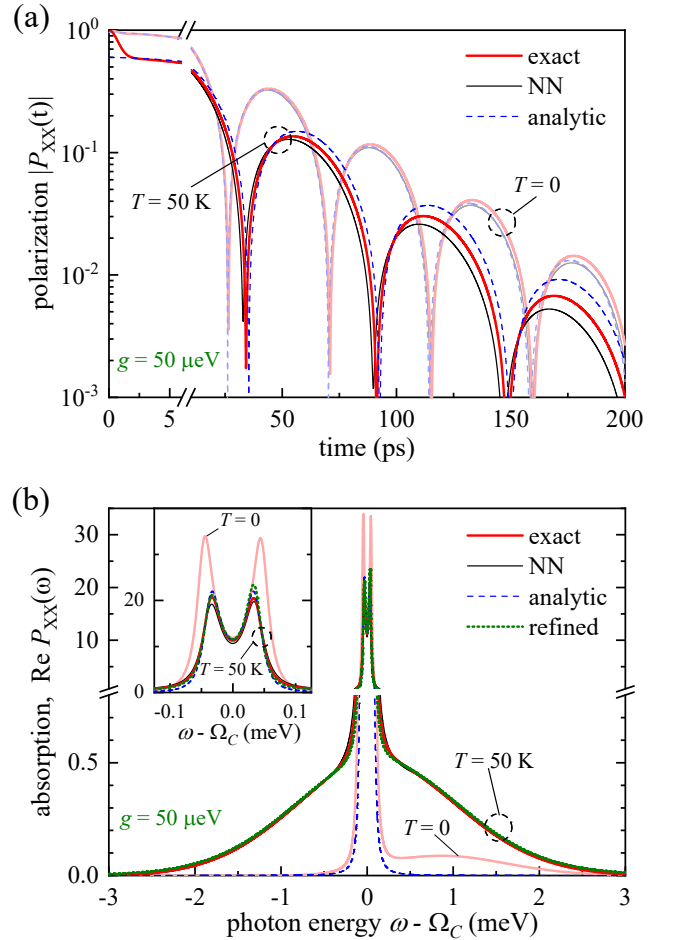 (a)
10⁰
10⁻¹
10⁻²
10⁻³
polarization |P_XX(t)|
exact
NN
analytic
T = 50 K
T = 0
g = 50 μeV
0 5 50 100 150 200
time (ps)
(b)
30
20
10
0.5
0.0
absorption, Re P_XX(ω)
T = 0
20
0
T = 50 K
-0.1 0.0 0.1
ω - Ω_C (meV)
exact
NN
analytic
refined
T = 50 K
T = 0
g = 50 μeV
-3 -2 -1 0 1 2 3
photon energy ω - Ω_C (meV)